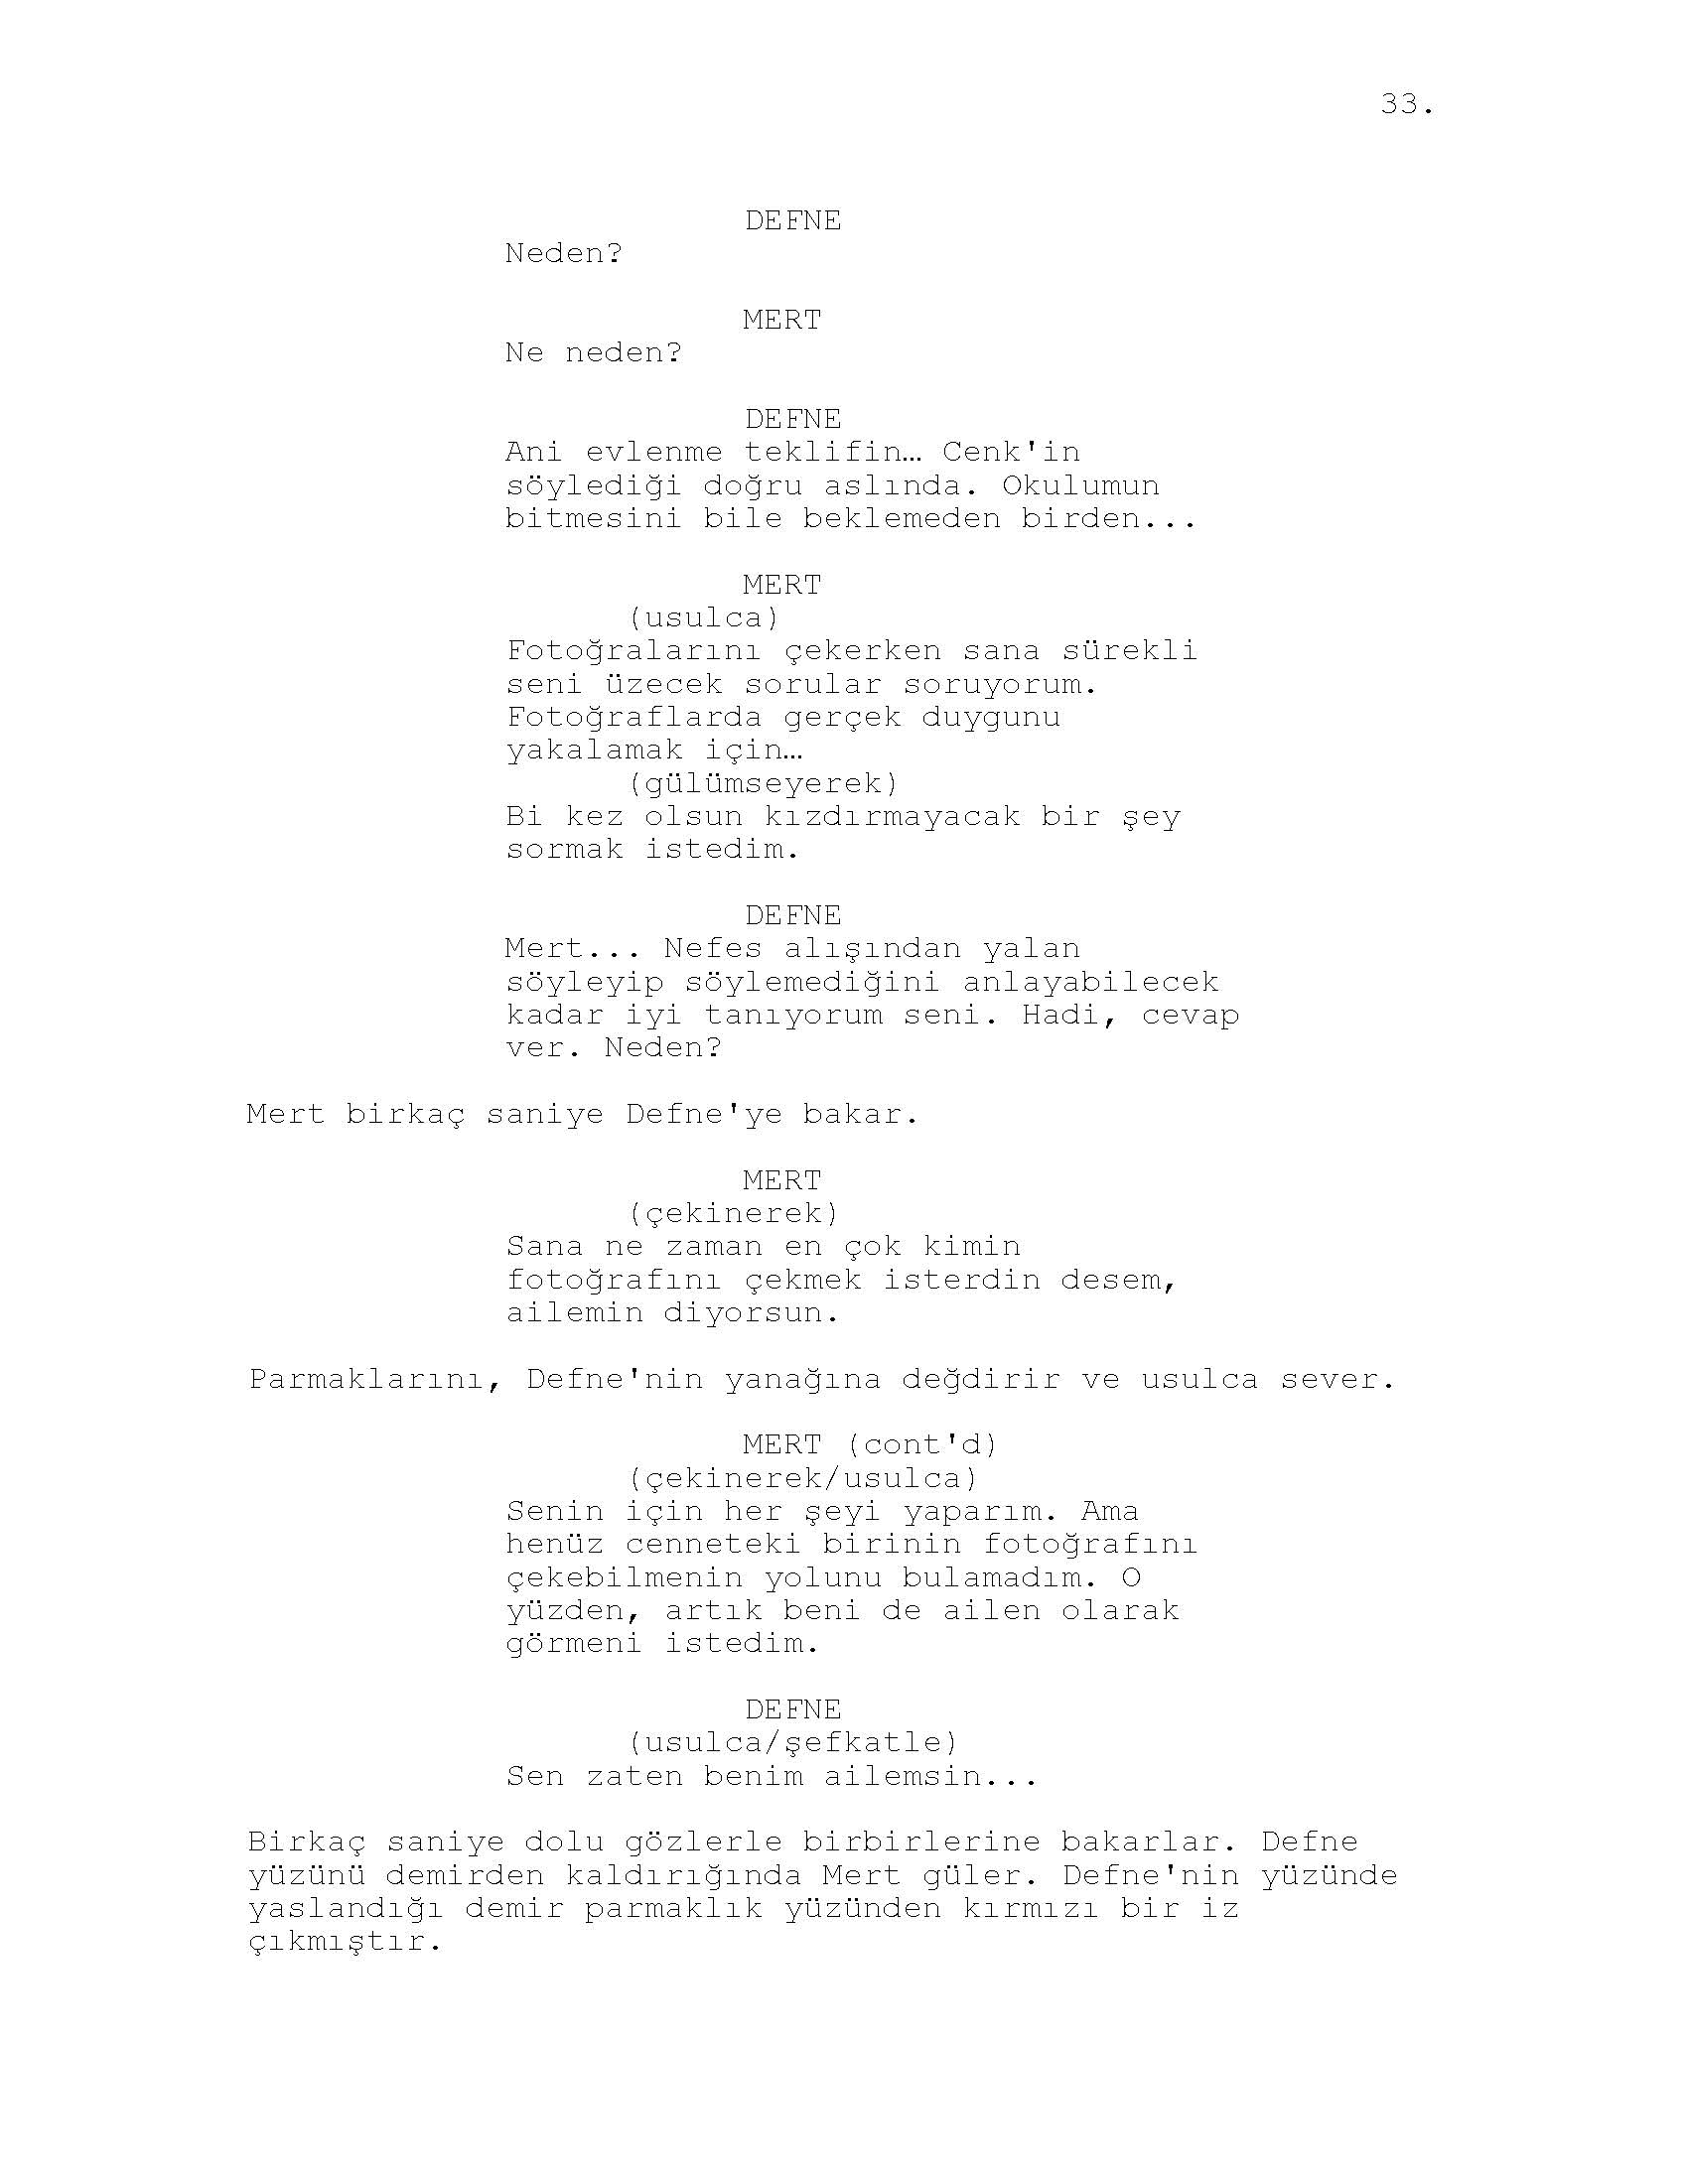 33.
DEFNE
Neden?
MERT
Ne neden?
DEFNE
Ani evlenme teklifin… Cenk'in
söylediği doğru aslında. Okulumun
bitmesini bile beklemeden birden...
MERT
(usulca)
Fotoğralarını çekerken sana sürekli
seni üzecek sorular soruyorum.
Fotoğraflarda gerçek duygunu
yakalamak için…
(gülümseyerek)
Bi kez olsun kızdırmayacak bir şey
sormak istedim.
DEFNE
Mert... Nefes alışından yalan
söyleyip söylemediğini anlayabilecek
kadar iyi tanıyorum seni. Hadi, cevap
ver. Neden?
Mert birkaç saniye Defne'ye bakar.
MERT
(çekinerek)
Sana ne zaman en çok kimin
fotoğrafını çekmek isterdin desem,
ailemin diyorsun.
Parmaklarını, Defne'nin yanağına değdirir ve usulca sever.
MERT (cont'd)
(çekinerek/usulca)
Senin için her şeyi yaparım. Ama
henüz cenneteki birinin fotoğrafını
çekebilmenin yolunu bulamadım. O
yüzden, artık beni de ailen olarak
görmeni istedim.
DEFNE
(usulca/şefkatle)
Sen zaten benim ailemsin...
Birkaç saniye dolu gözlerle birbirlerine bakarlar. Defne
yüzünü demirden kaldırığında Mert güler. Defne'nin yüzünde
yaslandığı demir parmaklık yüzünden kırmızı bir iz
çıkmıştır.